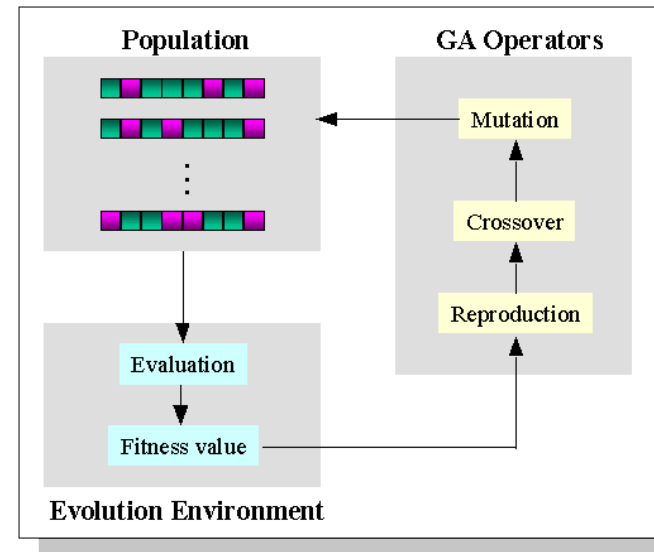 Population
GA Operators
Mutation
Crossover
Reproduction
Evaluation
Fitness value
Evolution Environment